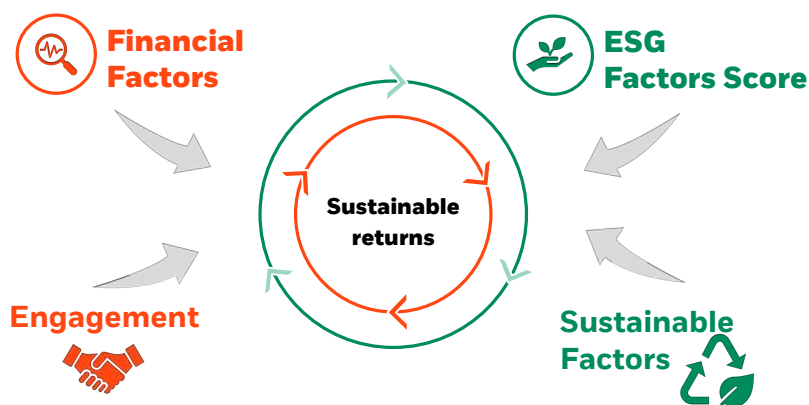 Financial
Factors
ESG
Factors Score
Sustainable
returns
Engagement
Sustainable
Factors